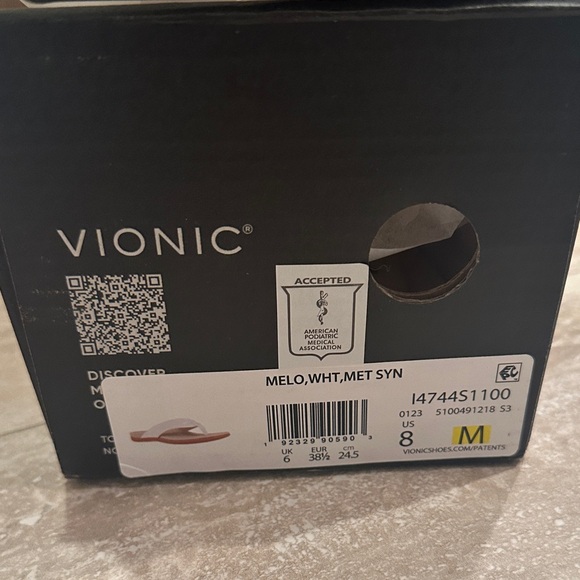 VIONIC®
ACCEPTED
AMERICAN
PODIATRIC
MEDICAL
ASSOCIATION
DISCOVER
MELO,WHT,MET SYN
I4744S1100
0123 5100491218 S3
US
8 M
VIONICSHOES.COM/PATENTS
1 92329 90590 3
UK EUR cm
6 38½ 24.5